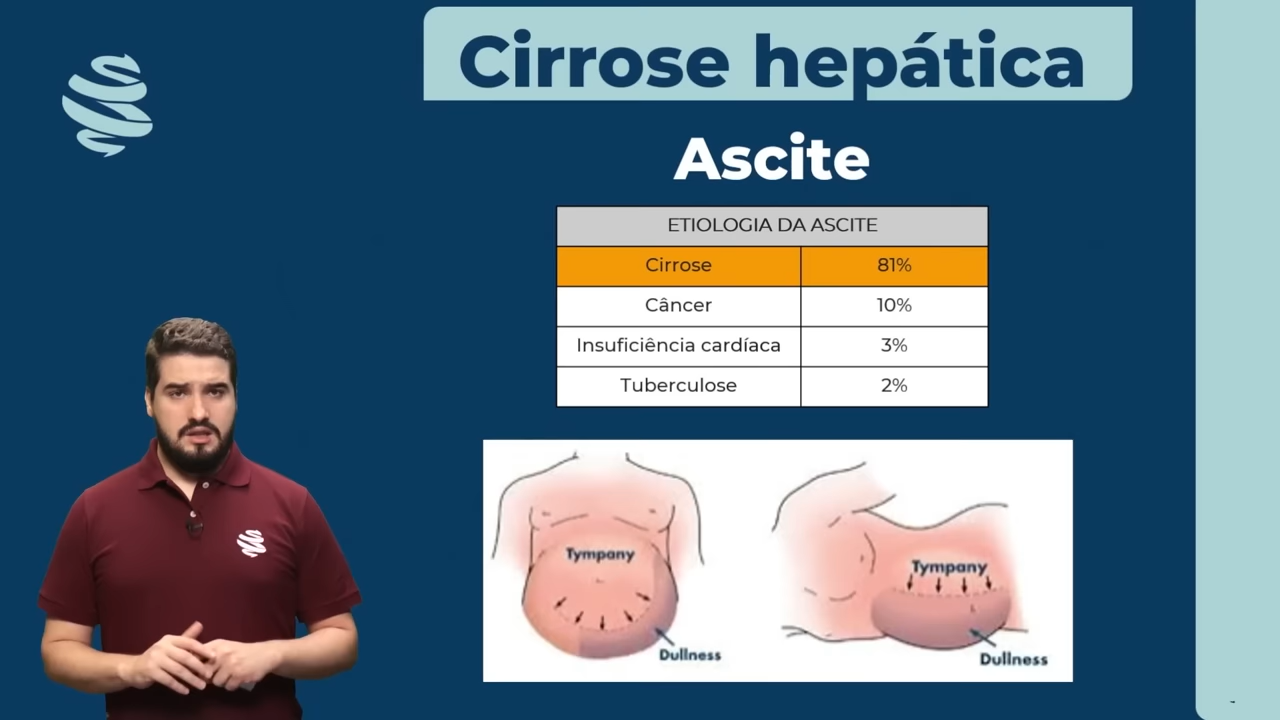 Cirrose hepática
Ascite
ETIOLOGIA DA ASCITE
Cirrose 81%
Câncer 10%
Insuficiência cardíaca 3%
Tuberculose 2%
Tympany
Dullness
Tympany
Dullness